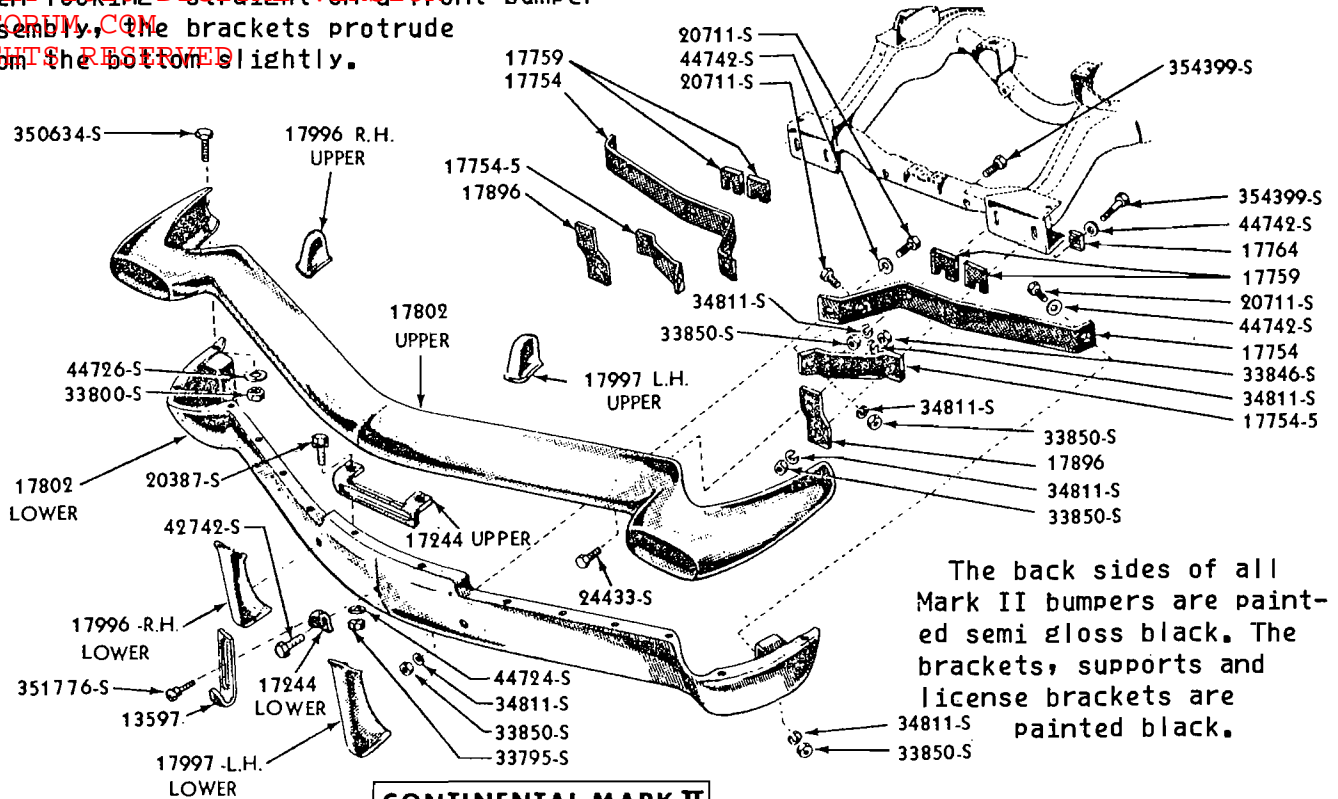 sembly, the brackets protrude
FORUM.COM
RIGHTS RESERVED
om the bottom slightly.
350634-S
17996 R.H.
UPPER
17759
17754
20711-S
44742-S
20711-S
354399-S
17754-5
17896
354399-S
44742-S
17764
17759
20711-S
44742-S
17754
33846-S
34811-S
17754-5
34811-S
33850-S
17802
UPPER
17997 L.H.
UPPER
44726-S
33800-S
34811-S
33850-S
17896
34811-S
33850-S
17802
LOWER
20387-S
42742-S
17244 UPPER
24433-S
17996 -R.H.
LOWER
351776-S
13597
17244
LOWER
17997 -L.H.
LOWER
44724-S
34811-S
33850-S
33795-S
34811-S
33850-S
The back sides of all
Mark II bumpers are paint-
ed semi gloss black. The
brackets, supports and
license brackets are
painted black.
CONTINENTAL MARK II